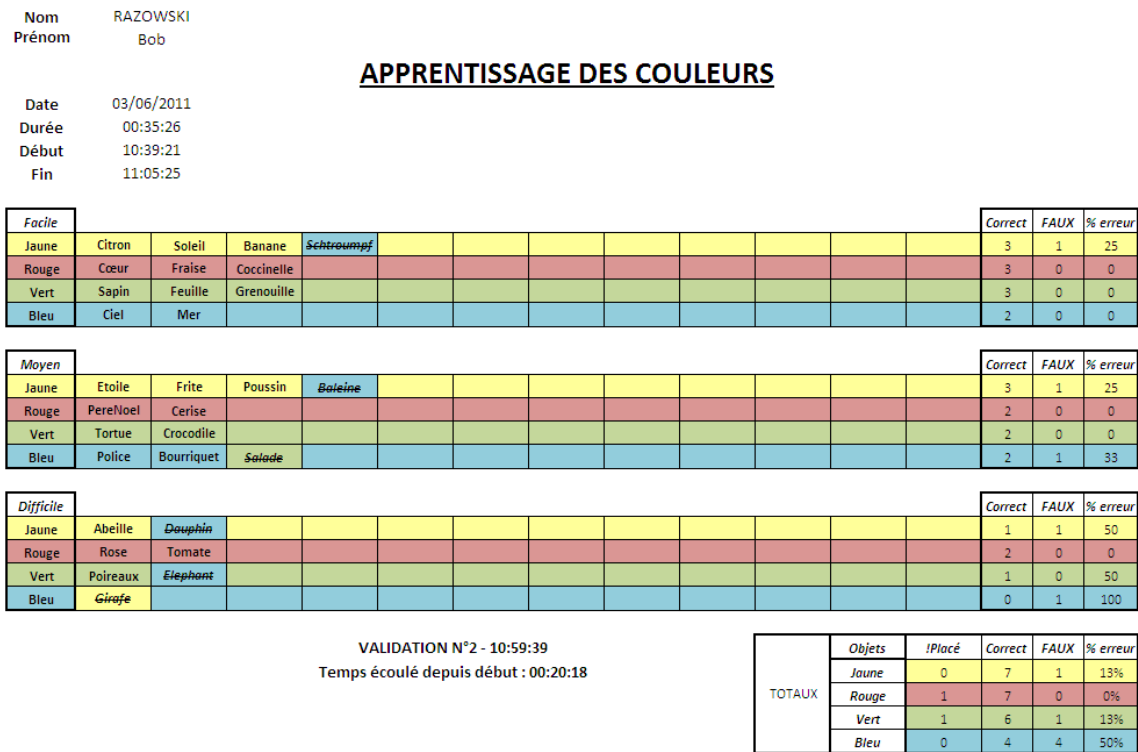 Nom RAZOWSKI
Prénom Bob
APPRENTISSAGE DES COULEURS
Date 03/06/2011
Durée 00:35:26
Début 10:39:21
Fin 11:05:25
Facile Correct FAUX % erreur
Jaune Citron Soleil Banane Schtroumpf 3 1 25
Rouge Cœur Fraise Coccinelle 3 0 0
Vert Sapin Feuille Grenouille 3 0 0
Bleu Ciel Mer 2 0 0
Moyen Correct FAUX % erreur
Jaune Etoile Frite Poussin Baleine 3 1 25
Rouge PereNoel Cerise 2 0 0
Vert Tortue Crocodile 2 0 0
Bleu Police Bourriquet Salade 2 1 33
Difficile Correct FAUX % erreur
Jaune Abeille Dauphin 1 1 50
Rouge Rose Tomate 2 0 0
Vert Poireaux Elephant 1 0 50
Bleu Girafe 0 1 100
VALIDATION N°2 - 10:59:39
Temps écoulé depuis début : 00:20:18
TOTAUX
Objets !Placé Correct FAUX % erreur
Jaune 0 7 1 13%
Rouge 1 7 0 0%
Vert 1 6 1 13%
Bleu 0 4 4 50%